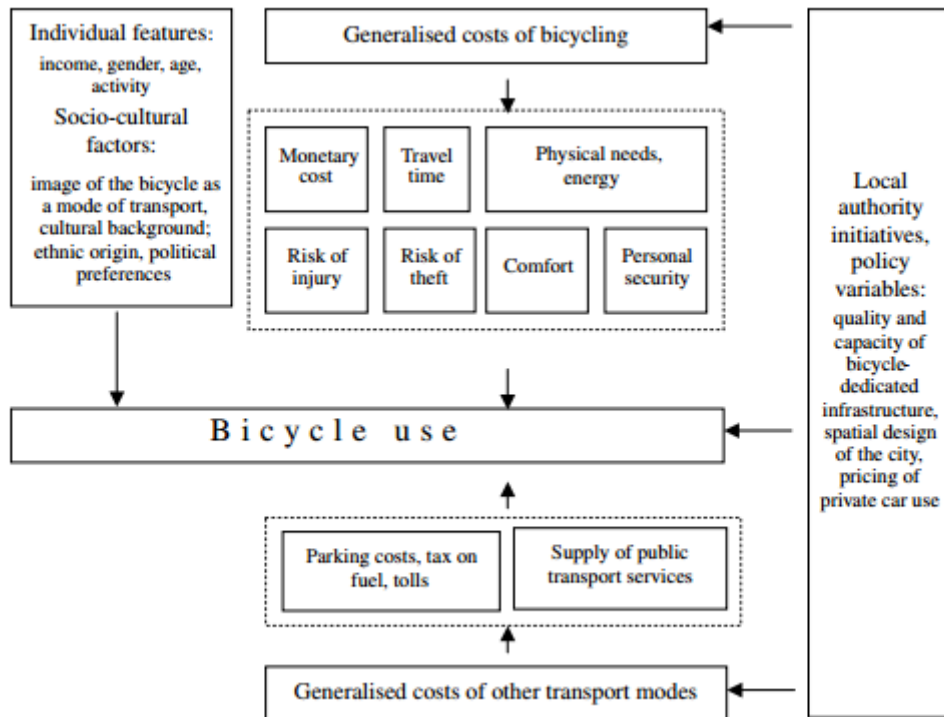 Individual features:
income, gender, age,
activity
Socio-cultural
factors:
image of the bicycle as
a mode of transport,
cultural background;
ethnic origin, political
preferences
Generalised costs of bicycling
Monetary
cost
Travel
time
Physical needs,
energy
Risk of
injury
Risk of
theft
Comfort
Personal
security
Bicycle use
Parking costs, tax on
fuel, tolls
Supply of public
transport services
Generalised costs of other transport modes
Local
authority
initiatives,
policy
variables:
quality and
capacity of
bicycle-
dedicated
infrastructure,
spatial design
of the city,
pricing of
private car use